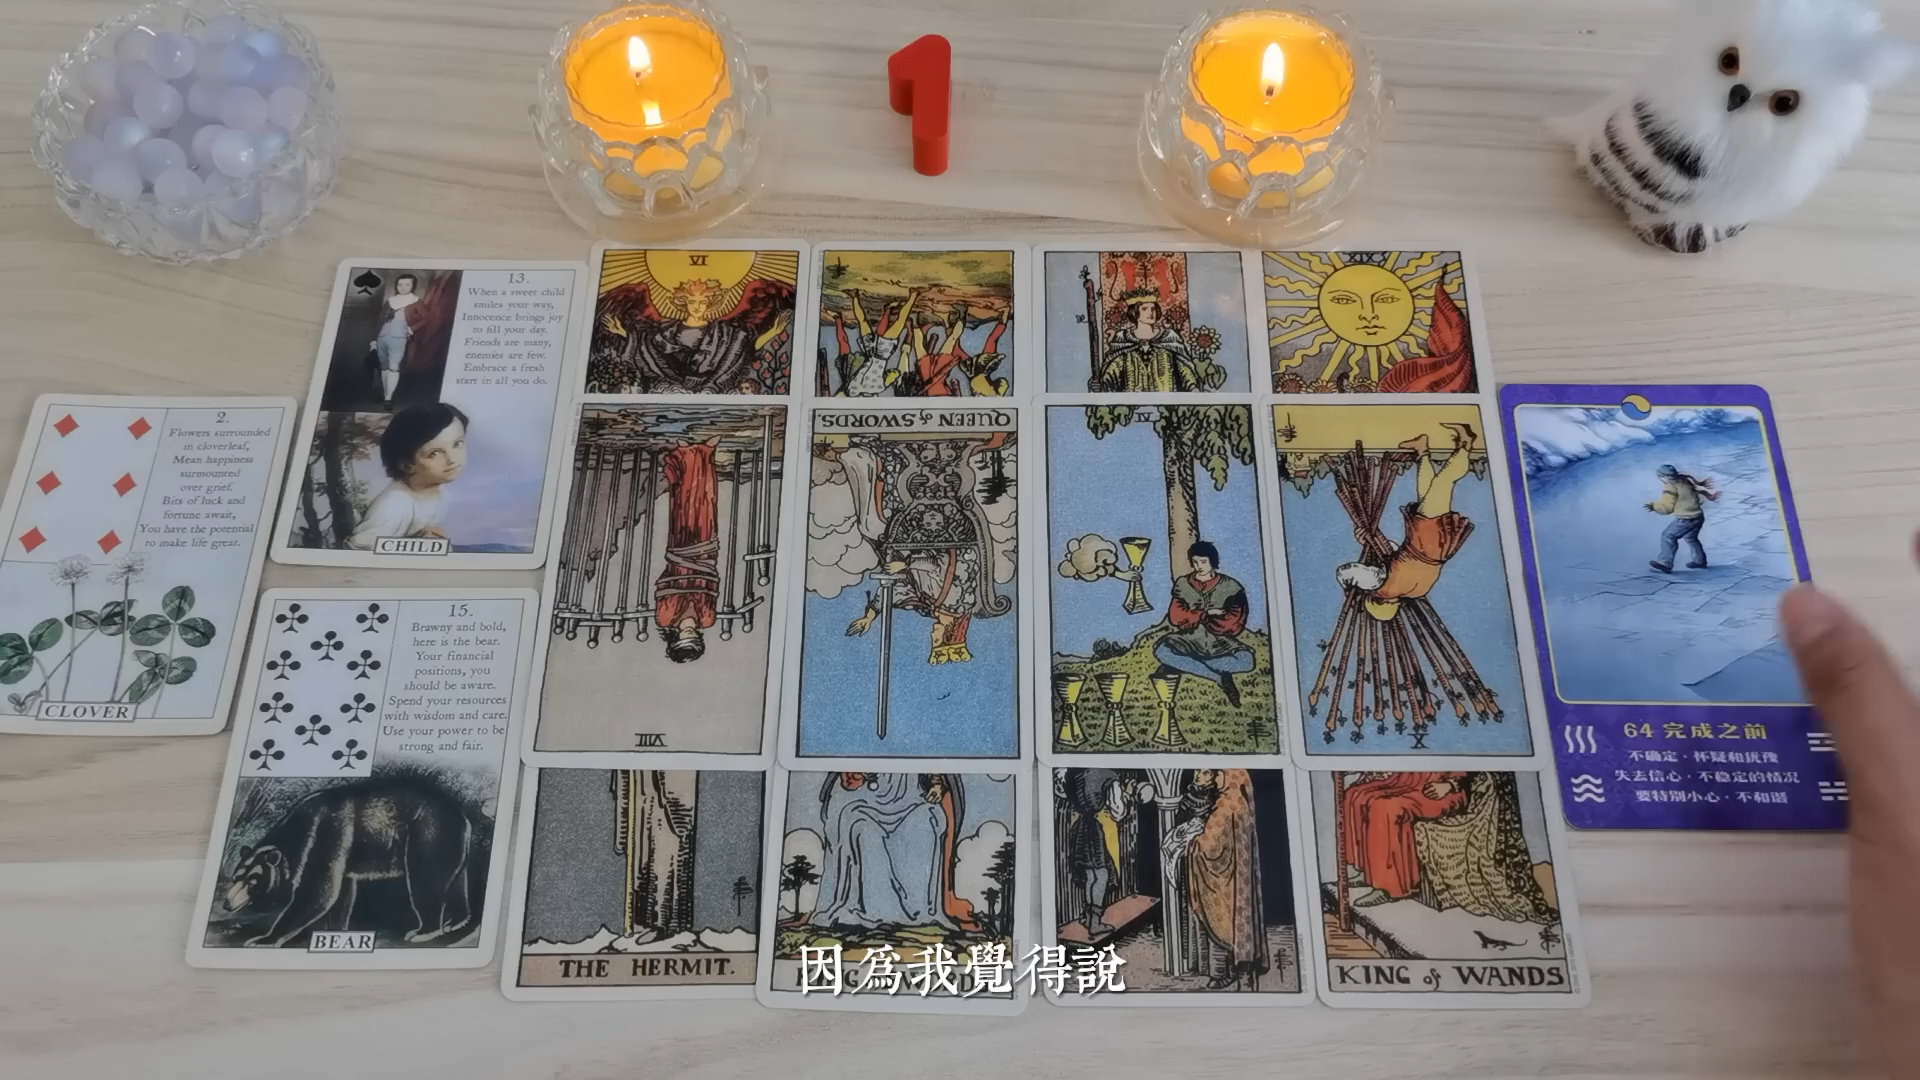 1
13.
When a sweet child
smiles your way,
Innocence brings joy
to fill your day.
Friends are many,
enemies are few.
Embrace a fresh
start in all you do.
CHILD
2.
Flowers surrounded
in cloverleaf,
Mean happiness
surmounted
over grief.
Bits of luck and
fortune await,
You have the potential
to make life great.
CLOVER
15.
Brawny and bold,
here is the bear.
Your financial
positions, you
should be aware.
Spend your resources
with wisdom and care.
Use your power to be
strong and fair.
BEAR
VI
XIX
VIII
QUEEN of SWORDS.
IV
X
THE HERMIT.
KING of WANDS
64 完成之前
不确定·怀疑和犹豫
失去信心·不稳定的情况
要特别小心·不和谐
因為我覺得說